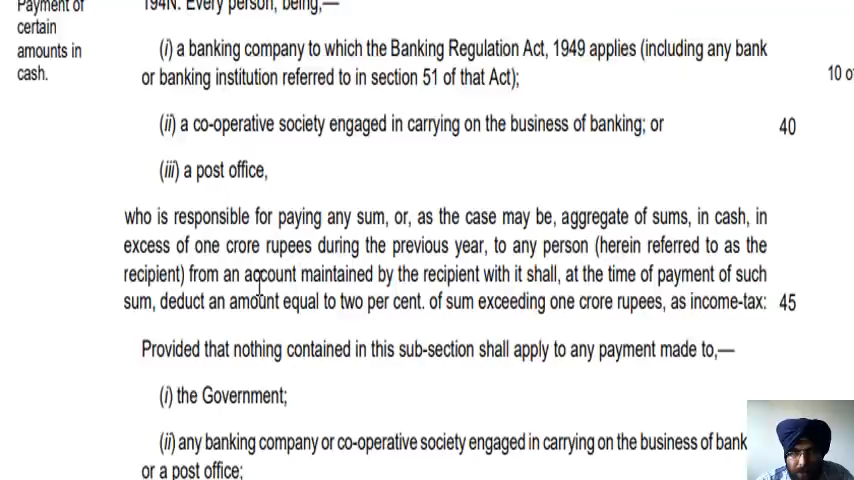 Payment of
certain
amounts in
cash.
194N. Every person, being,—
(i) a banking company to which the Banking Regulation Act, 1949 applies (including any bank
or banking institution referred to in section 51 of that Act);
10 o
(ii) a co-operative society engaged in carrying on the business of banking; or
40
(iii) a post office,
who is responsible for paying any sum, or, as the case may be, aggregate of sums, in cash, in
excess of one crore rupees during the previous year, to any person (herein referred to as the
recipient) from an account maintained by the recipient with it shall, at the time of payment of such
sum, deduct an amount equal to two per cent. of sum exceeding one crore rupees, as income-tax:
45
Provided that nothing contained in this sub-section shall apply to any payment made to,—
(i) the Government;
(ii) any banking company or co-operative society engaged in carrying on the business of bank
or a post office;